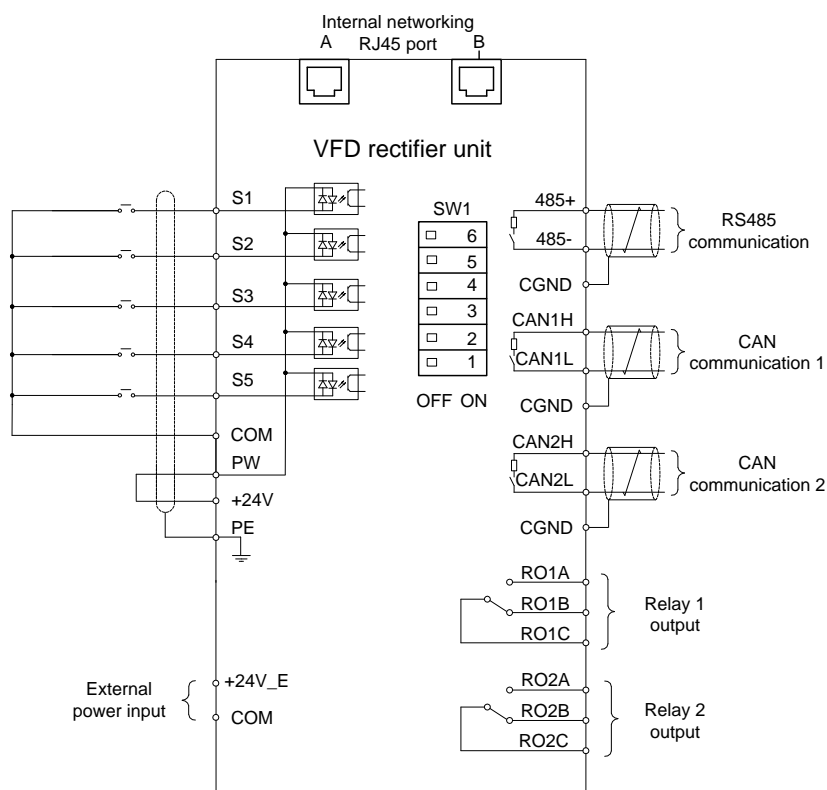 Internal networking
A RJ45 port B
VFD rectifier unit
S1
S2
S3
S4
S5
COM
PW
+24V
PE
External
power input
+24V_E
COM
SW1
6
5
4
3
2
1
OFF ON
485+
485-
CGND
RS485
communication
CAN1H
CAN1L
CGND
CAN
communication 1
CAN2H
CAN2L
CGND
CAN
communication 2
RO1A
RO1B
RO1C
Relay 1
output
RO2A
RO2B
RO2C
Relay 2
output